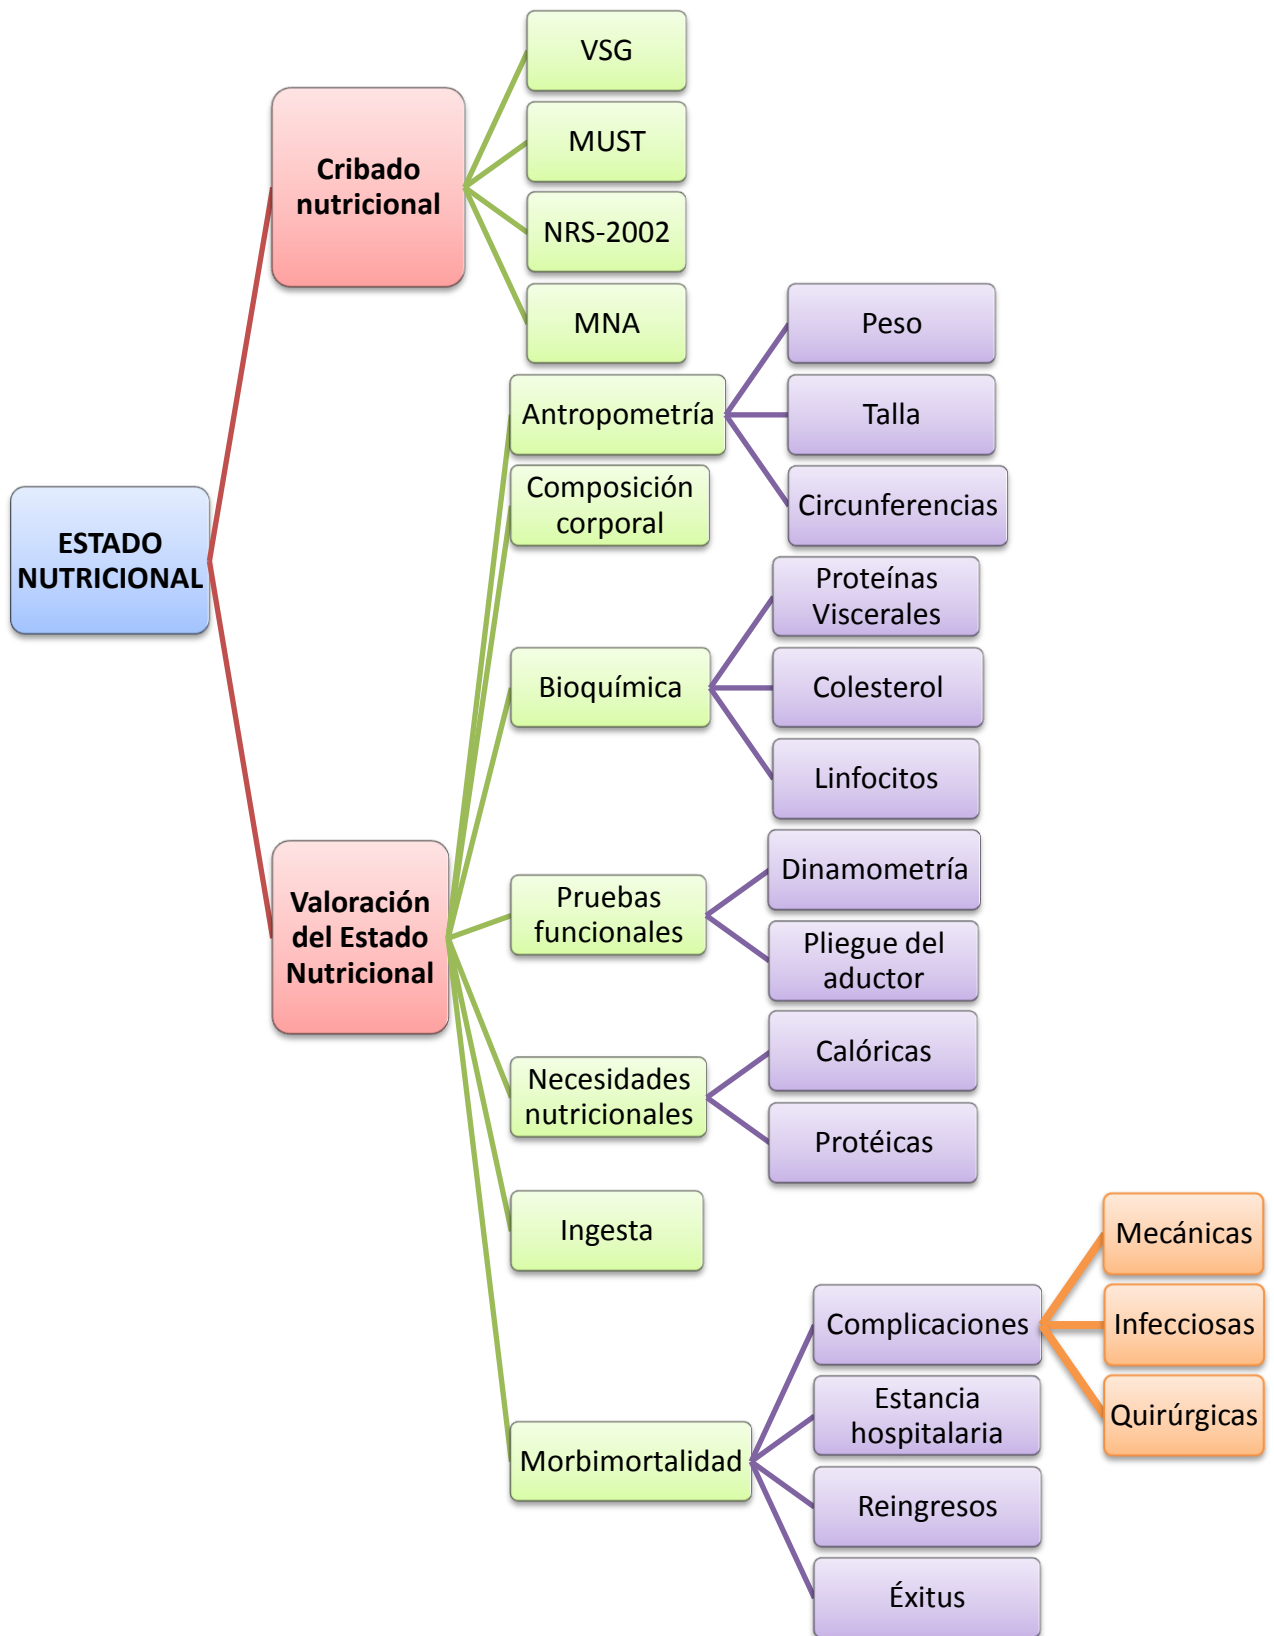 ESTADO
NUTRICIONAL
Cribado
nutricional
VSG
MUST
NRS-2002
MNA
Valoración
del Estado
Nutricional
Antropometría
Peso
Talla
Circunferencias
Composición
corporal
Bioquímica
Proteínas
Viscerales
Colesterol
Linfocitos
Pruebas
funcionales
Dinamometría
Pliegue del
aductor
Necesidades
nutricionales
Calóricas
Protéicas
Ingesta
Morbimortalidad
Complicaciones
Mecánicas
Infecciosas
Quirúrgicas
Estancia
hospitalaria
Reingresos
Éxitus